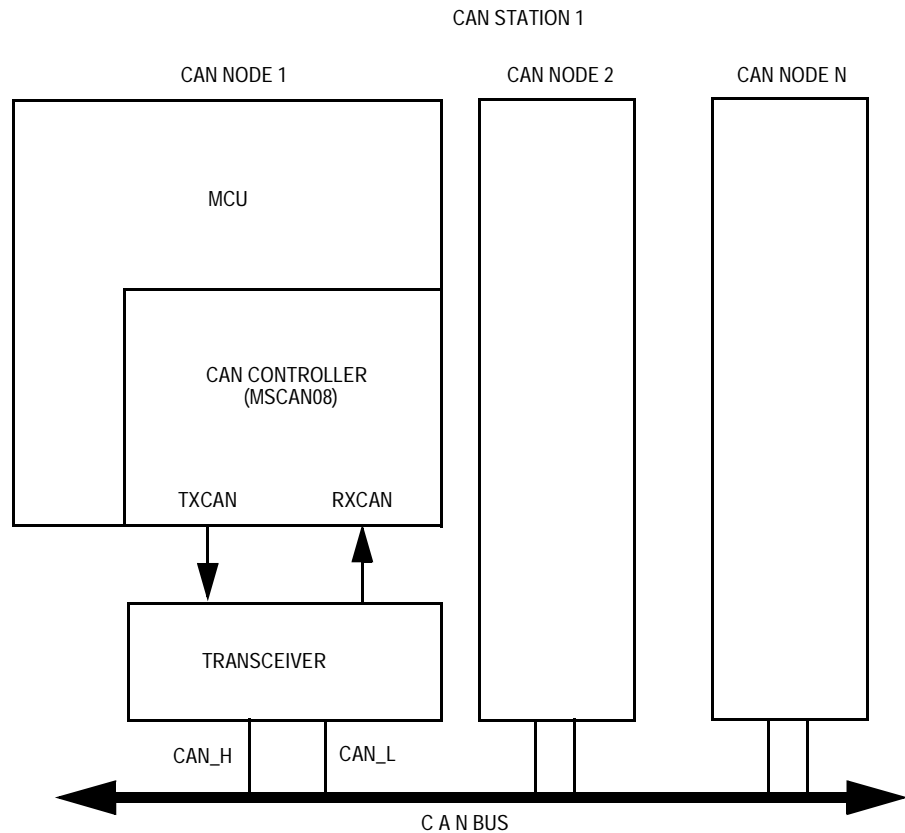 CAN STATION 1
CAN NODE 1
CAN NODE 2
CAN NODE N
MCU
CAN CONTROLLER
(MSCAN08)
TXCAN
RXCAN
TRANSCEIVER
CAN_H
CAN_L
C A N BUS